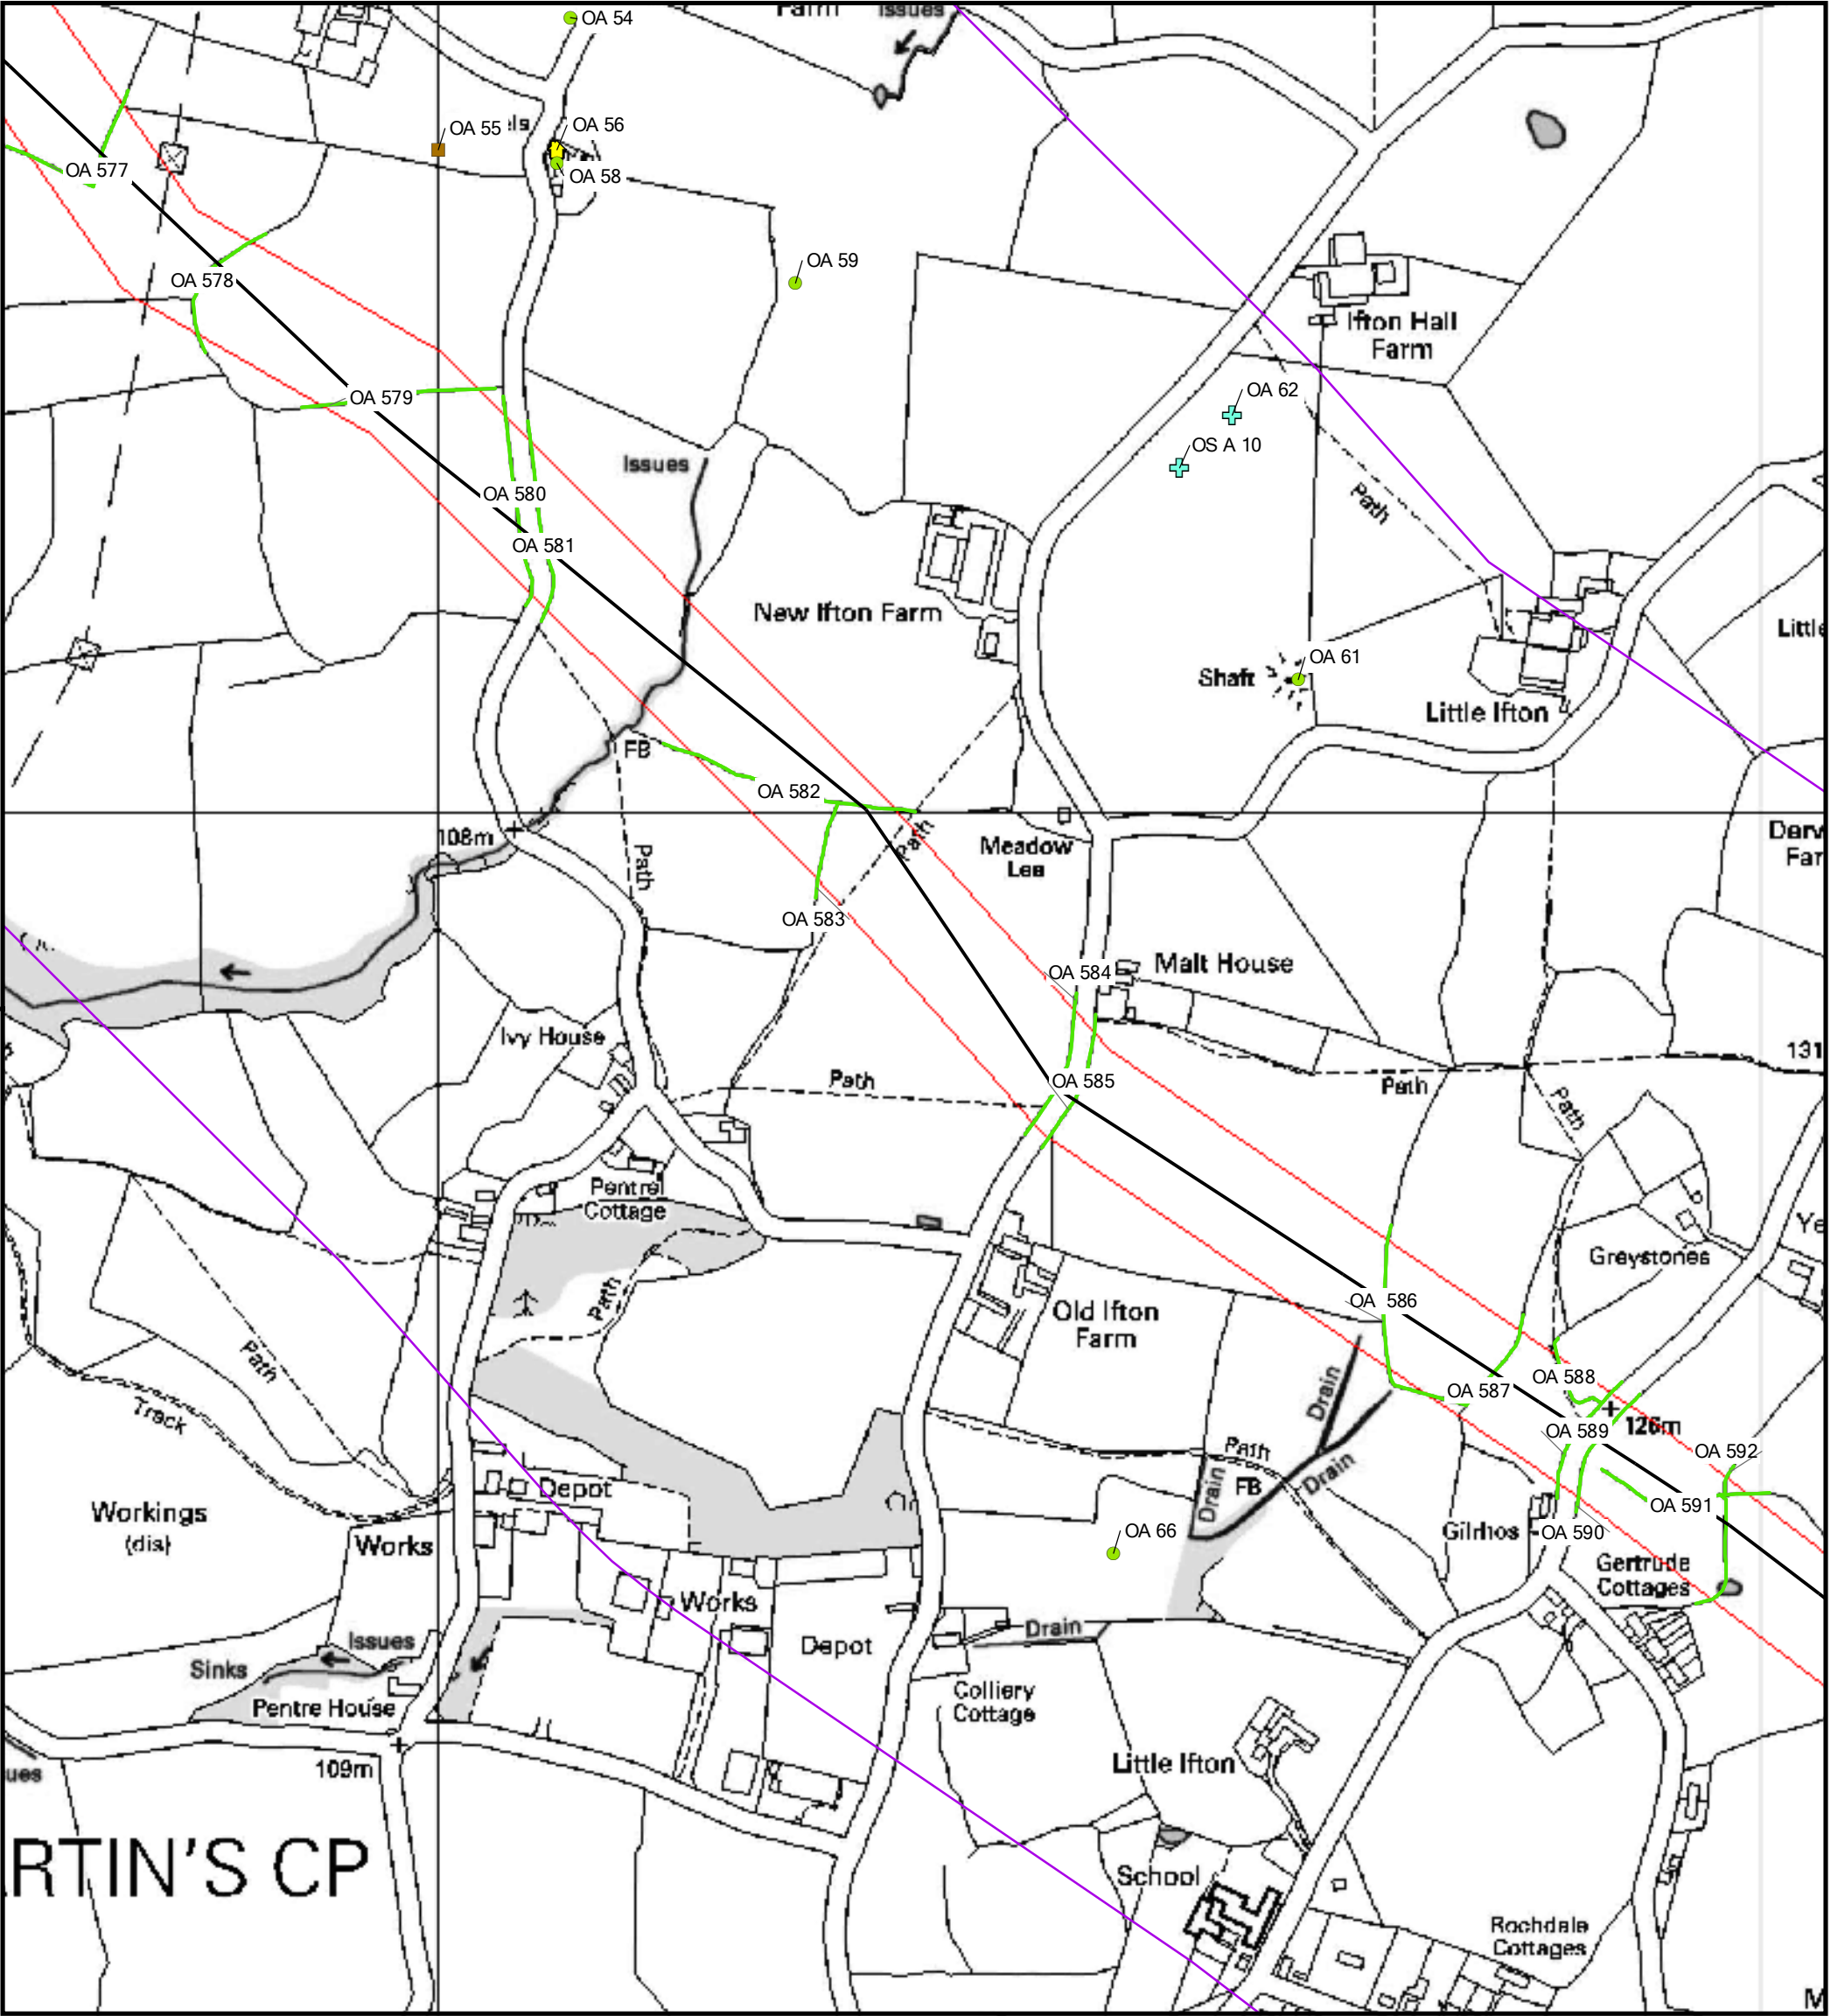 Farm
Issues
OA 54
OA 55
OA 56
OA 577
OA 58
OA 59
OA 578
Ifton Hall
Farm
OA 579
OA 62
OS A 10
Issues
OA 580
Path
OA 581
New Ifton Farm
Little
OA 61
Shaft
Little Ifton
FB
OA 582
Path
108m
Path
Meadow
Lea
OA 583
Malt House
OA 584
Ivy House
131
Path
OA 585
Path
Path
Pentrel
Cottage
Greystones
Path
OA 586
Old Ifton
Farm
Path
Drain
OA 588
OA 587
Track
126m
OA 589
Path
OA 592
Drain
FB
Drain
Depot
OA 591
Workings
(dis)
Works
OA 66
Gilrhos
OA 590
Gertrude
Cottages
Works
Drain
Depot
Issues
Sinks
Colliery
Cottage
Pentre House
109m
Little Ifton
RTIN'S CP
School
Rochdale
Cottages
M